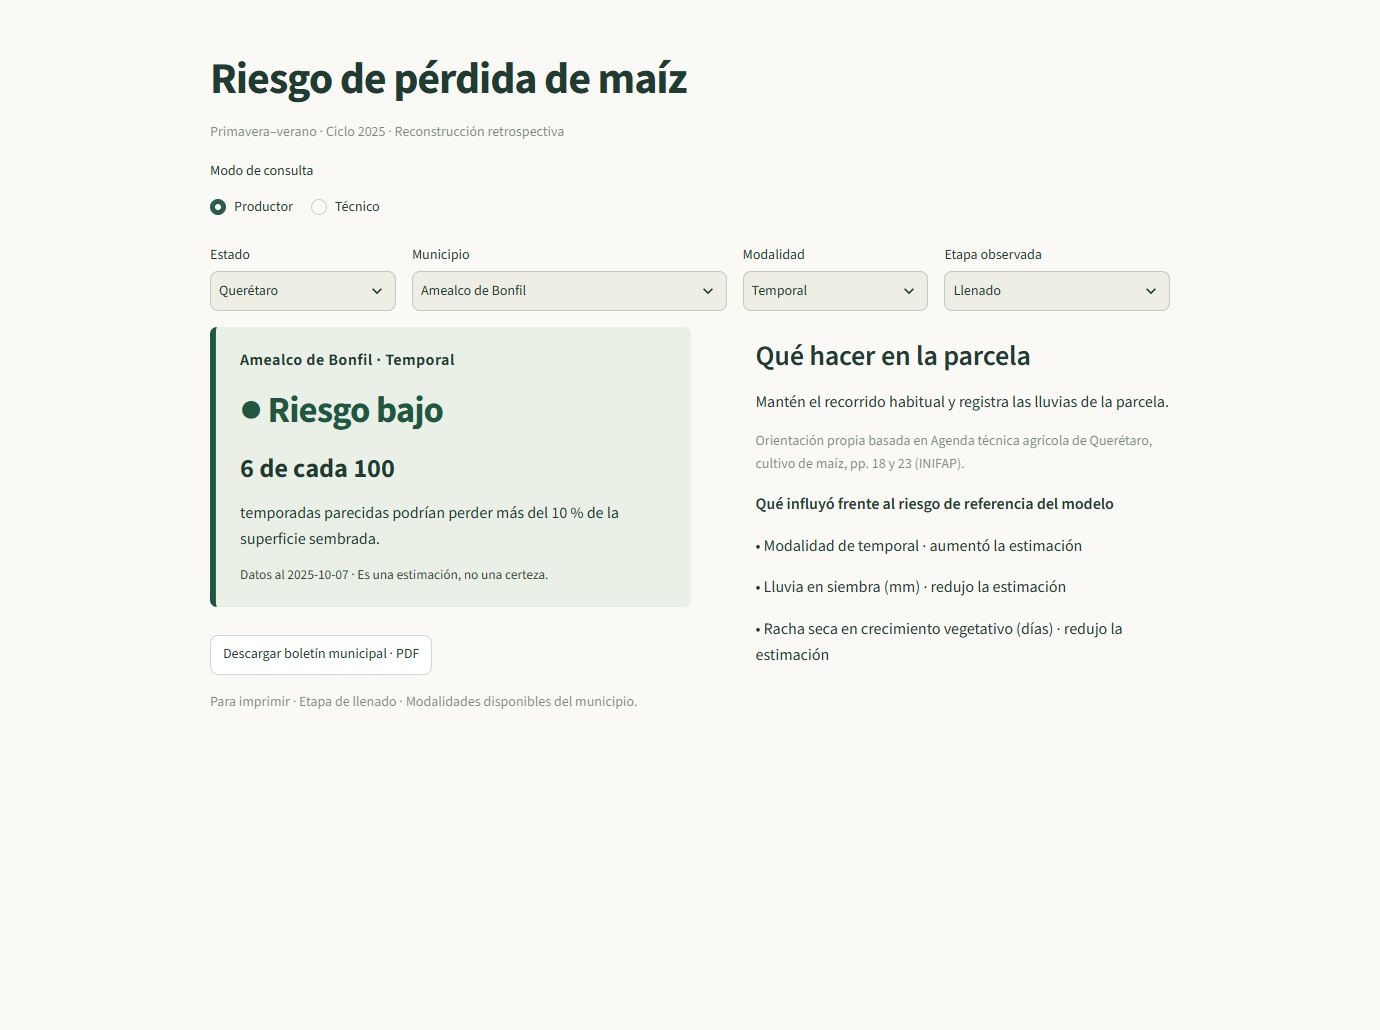 Riesgo de pérdida de maíz
Primavera–verano · Ciclo 2025 · Reconstrucción retrospectiva
Modo de consulta
Productor
Técnico
Estado
Municipio
Modalidad
Etapa observada
Querétaro
Amealco de Bonfil
Temporal
Llenado
Amealco de Bonfil · Temporal
● Riesgo bajo
6 de cada 100
temporadas parecidas podrían perder más del 10 % de la
superficie sembrada.
Datos al 2025-10-07 · Es una estimación, no una certeza.
Descargar boletín municipal · PDF
Para imprimir · Etapa de llenado · Modalidades disponibles del municipio.
Qué hacer en la parcela
Mantén el recorrido habitual y registra las lluvias de la parcela.
Orientación propia basada en Agenda técnica agrícola de Querétaro,
cultivo de maíz, pp. 18 y 23 (INIFAP).
Qué influyó frente al riesgo de referencia del modelo
• Modalidad de temporal · aumentó la estimación
• Lluvia en siembra (mm) · redujo la estimación
• Racha seca en crecimiento vegetativo (días) · redujo la
estimación